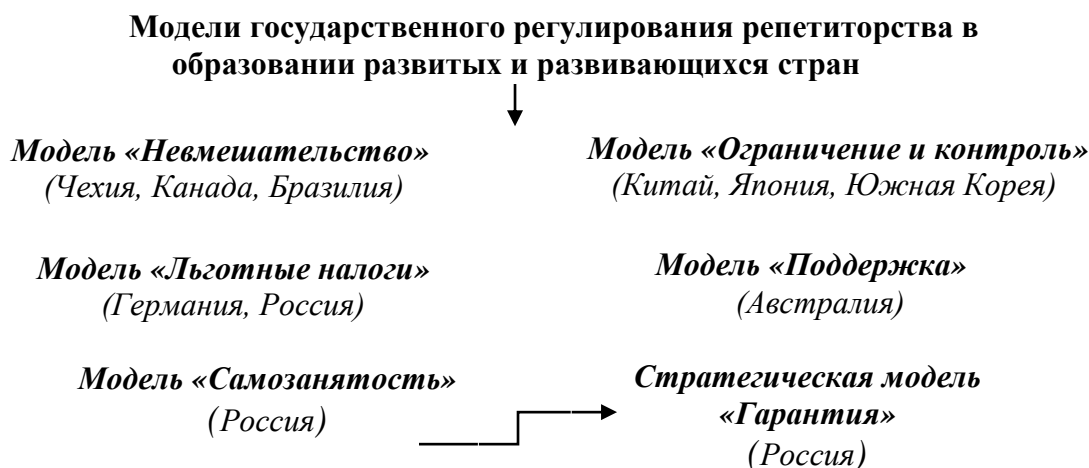 Модели государственного регулирования репетиторства в
образовании развитых и развивающихся стран
Модель «Невмешательство»
(Чехия, Канада, Бразилия)
Модель «Ограничение и контроль»
(Китай, Япония, Южная Корея)
Модель «Льготные налоги»
(Германия, Россия)
Модель «Поддержка»
(Австралия)
Модель «Самозанятость»
(Россия)
Стратегическая модель
«Гарантия»
(Россия)